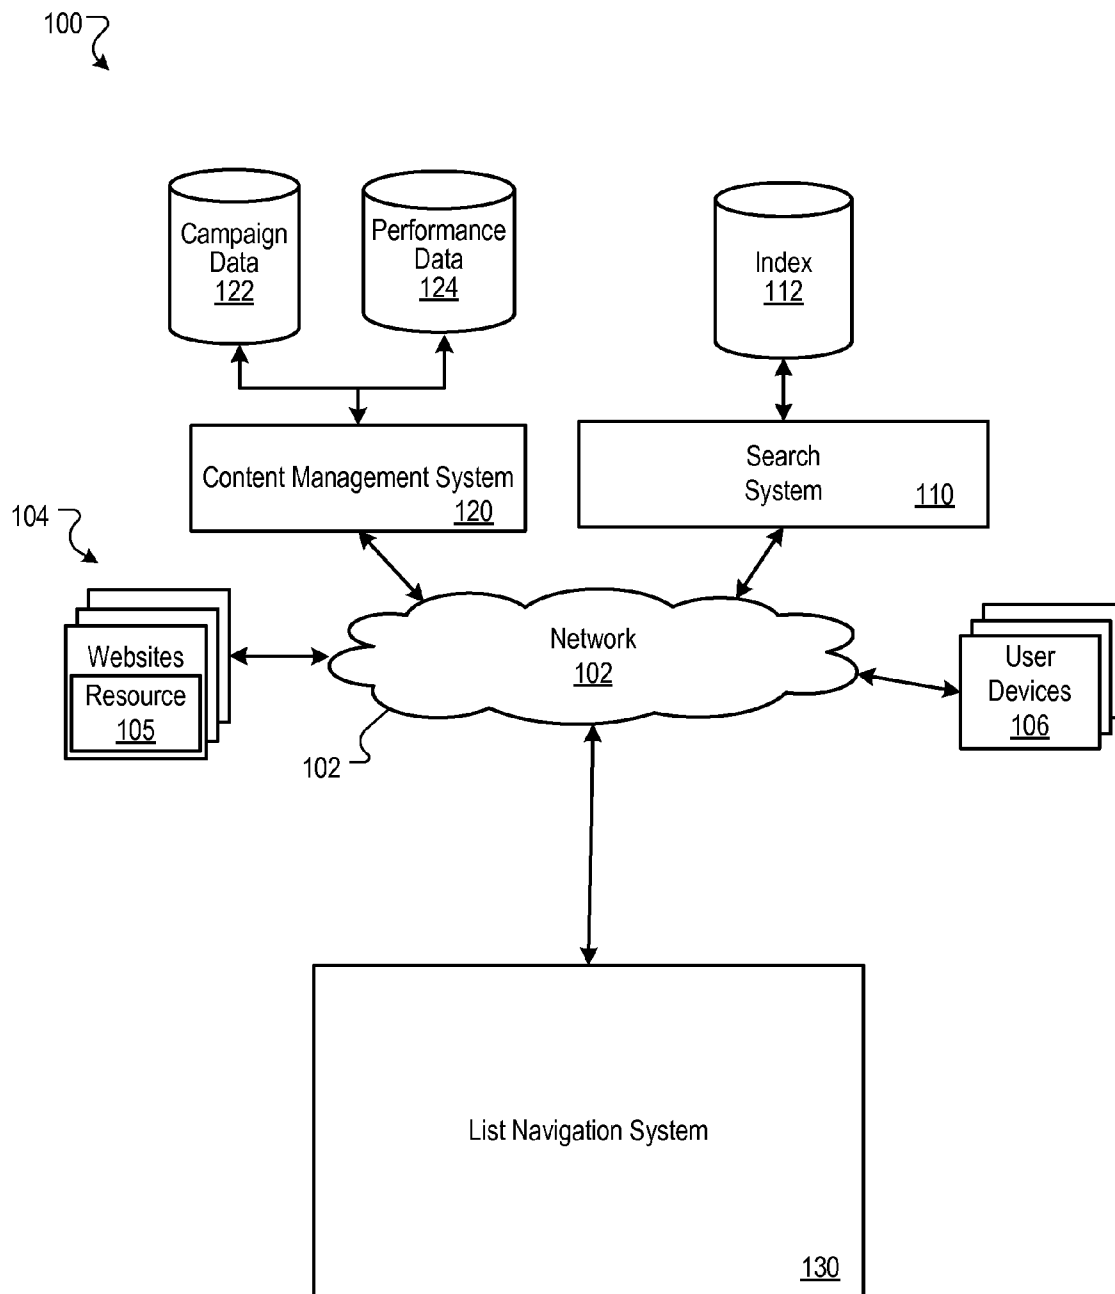 100
Campaign
Data
122
Performance
Data
124
Index
112
Content Management System
120
Search
System
110
104
Websites
Resource
105
Network
102
User
Devices
106
102
List Navigation System
130